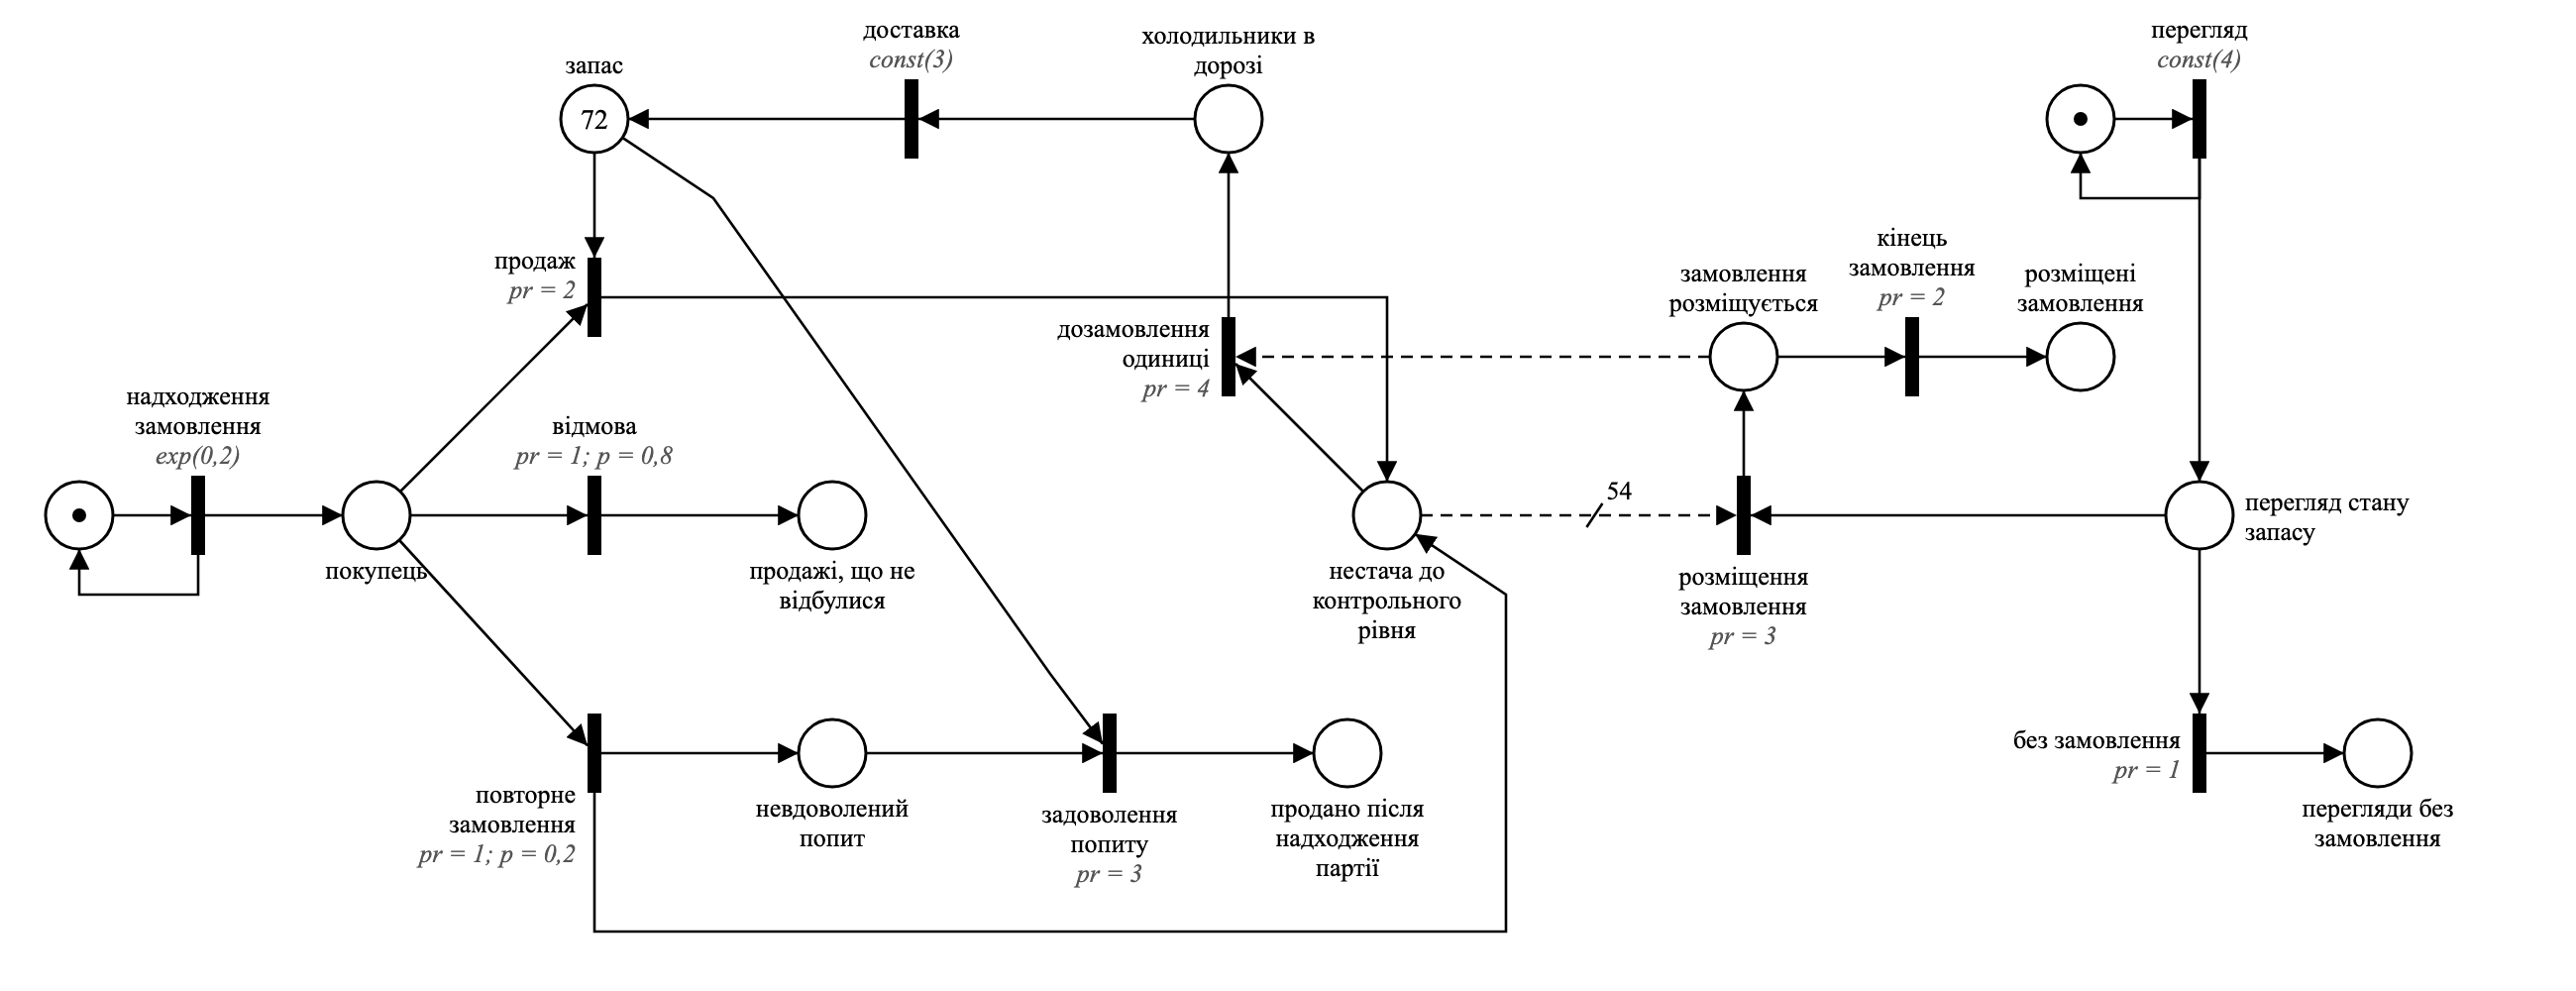 доставка
const(3)
холодильники в
дорозі
перегляд
const(4)
запас
72
продаж
pr = 2
дозамовлення
одиниці
pr = 4
замовлення
розміщується
кінець
замовлення
pr = 2
розміщені
замовлення
надходження
замовлення
exp(0,2)
відмова
pr = 1; p = 0,8
покупець
продажі, що не
відбулися
54
нестача до
контрольного
рівня
розміщення
замовлення
pr = 3
перегляд стану
запасу
повторне
замовлення
pr = 1; p = 0,2
невдоволений
попит
задоволення
попиту
pr = 3
продано після
надходження
партії
без замовлення
pr = 1
перегляди без
замовлення